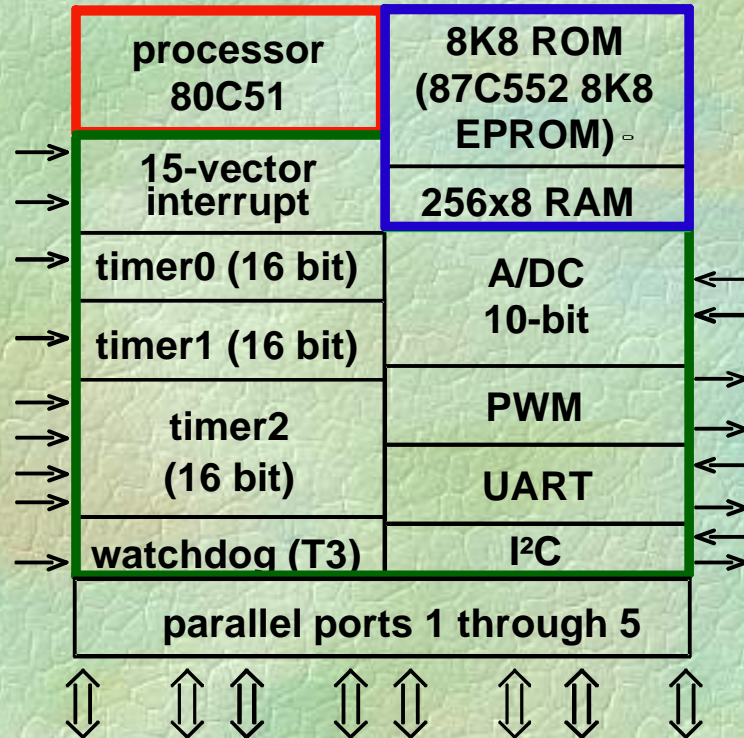 processor
80C51
8K8 ROM
(87C552 8K8
EPROM)
15-vector
interrupt
256x8 RAM
timer0 (16 bit)
A/DC
10-bit
timer1 (16 bit)
PWM
timer2
(16 bit)
UART
watchdog (T3)
I²C
parallel ports 1 through 5